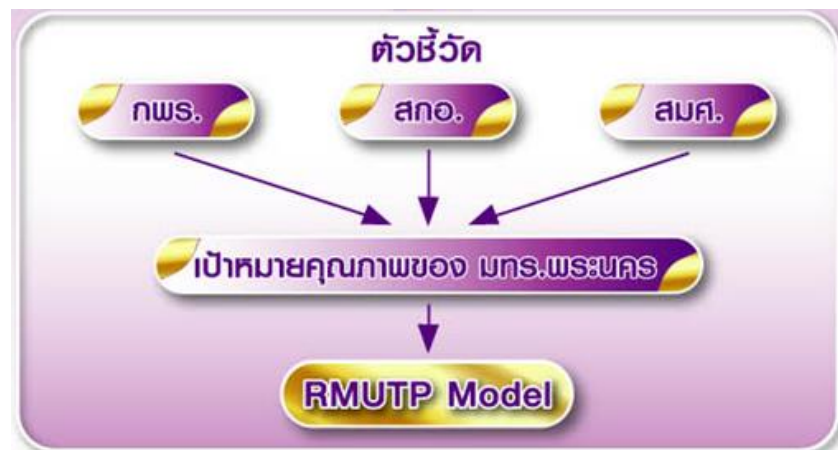 ตัวชี้วัด
กพร. สกอ. สมศ.
เป้าหมายคุณภาพของ มทร.พระนคร
RMUTP Model